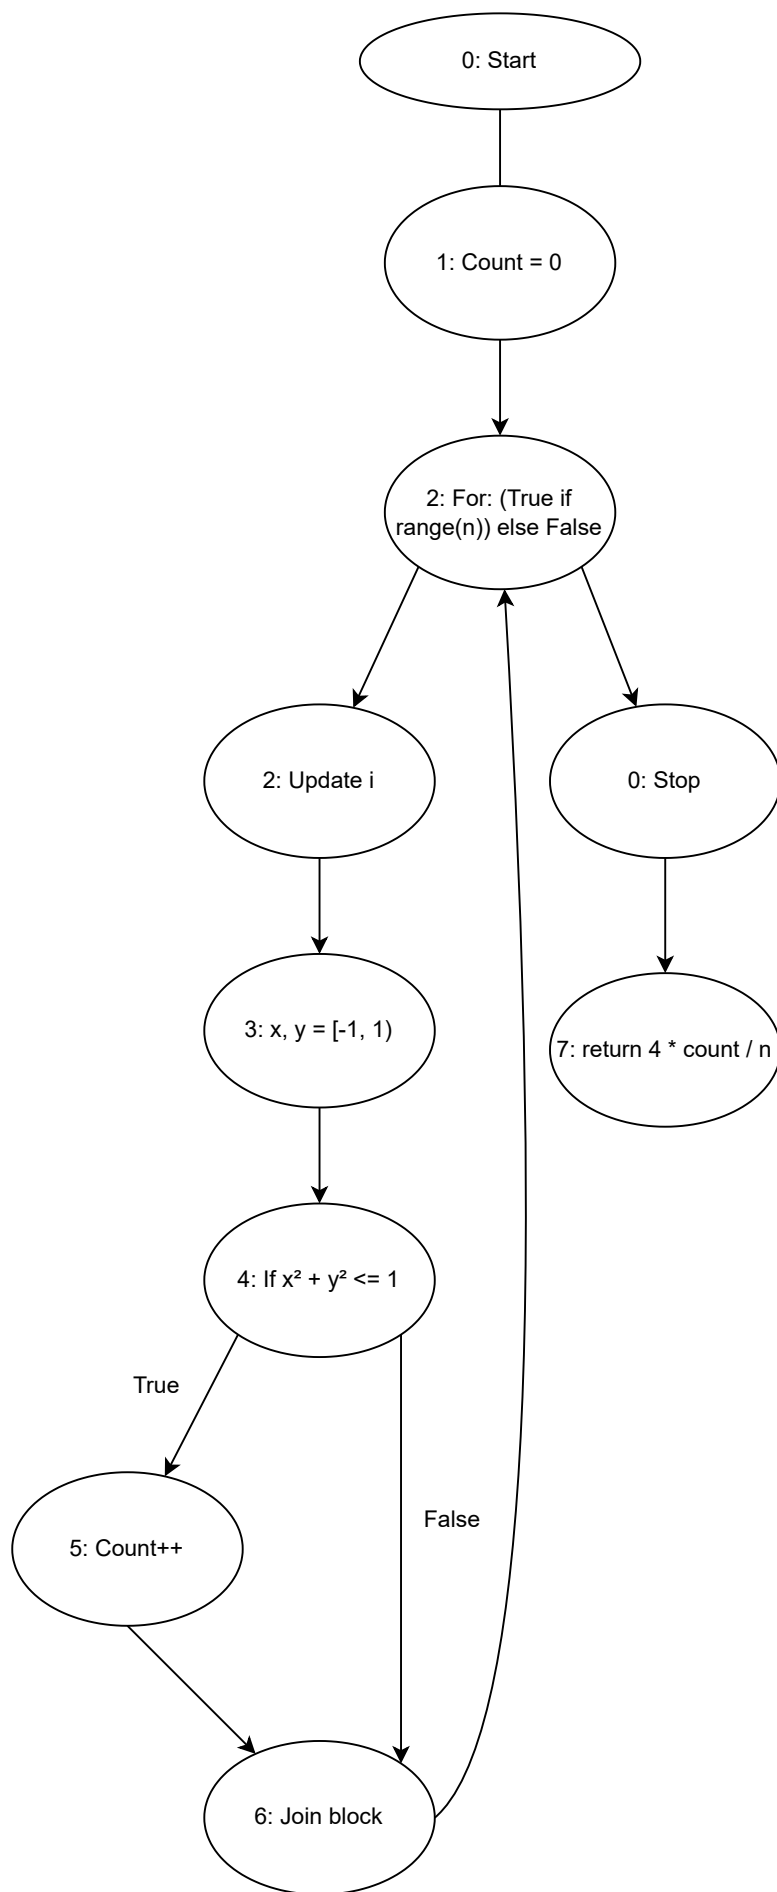 0: Start
1: Count = 0
2: For: (True if
range(n)) else False
2: Update i
0: Stop
3: x, y = [-1, 1)
7: return 4 * count / n
4: If x² + y² <= 1
True
False
5: Count++
6: Join block